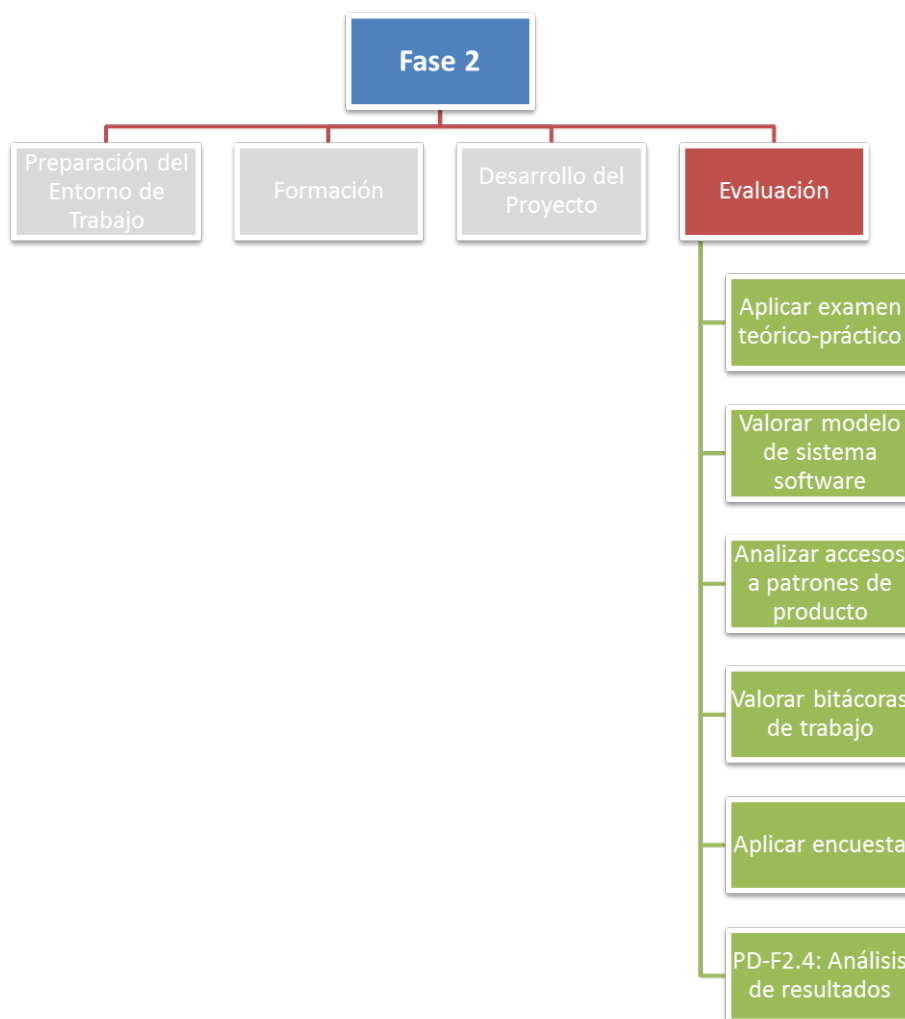 Fase 2
Preparación del
Entorno de
Trabajo
Formación
Desarrollo del
Proyecto
Evaluación
Aplicar examen
teórico-práctico
Valorar modelo
de sistema
software
Analizar accesos
a patrones de
producto
Valorar bitácoras
de trabajo
Aplicar encuesta
PD-F2.4: Análisis
de resultados